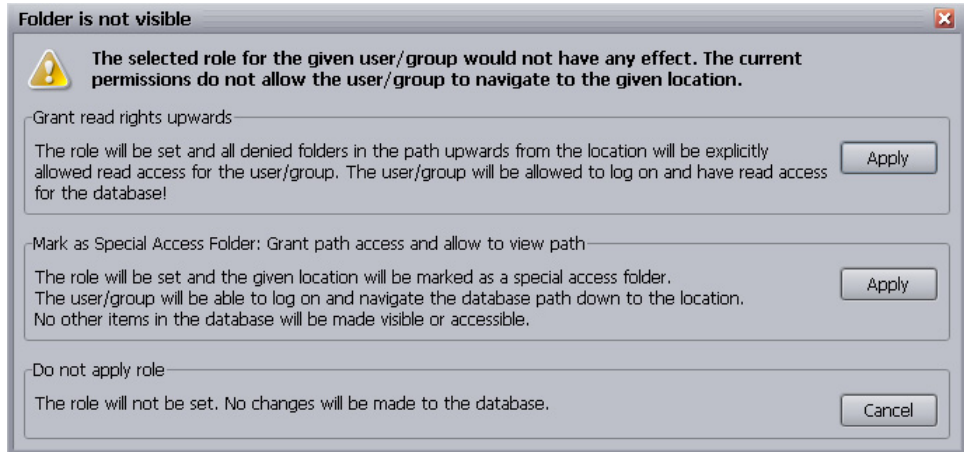 Folder is not visible
The selected role for the given user/group would not have any effect. The current
permissions do not allow the user/group to navigate to the given location.
Grant read rights upwards
The role will be set and all denied folders in the path upwards from the location will be explicitly
allowed read access for the user/group. The user/group will be allowed to log on and have read access
for the database!
Apply
Mark as Special Access Folder: Grant path access and allow to view path
The role will be set and the given location will be marked as a special access folder.
The user/group will be able to log on and navigate the database path down to the location.
No other items in the database will be made visible or accessible.
Apply
Do not apply role
The role will not be set. No changes will be made to the database.
Cancel